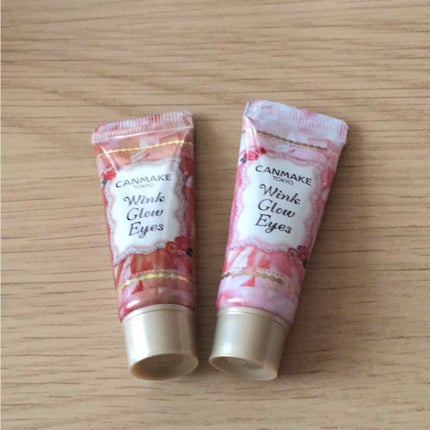 CANMAKE
TOKYO
Wink
Glow
Eyes
CANMAKE
TOKYO
Wink
Glow
Eyes